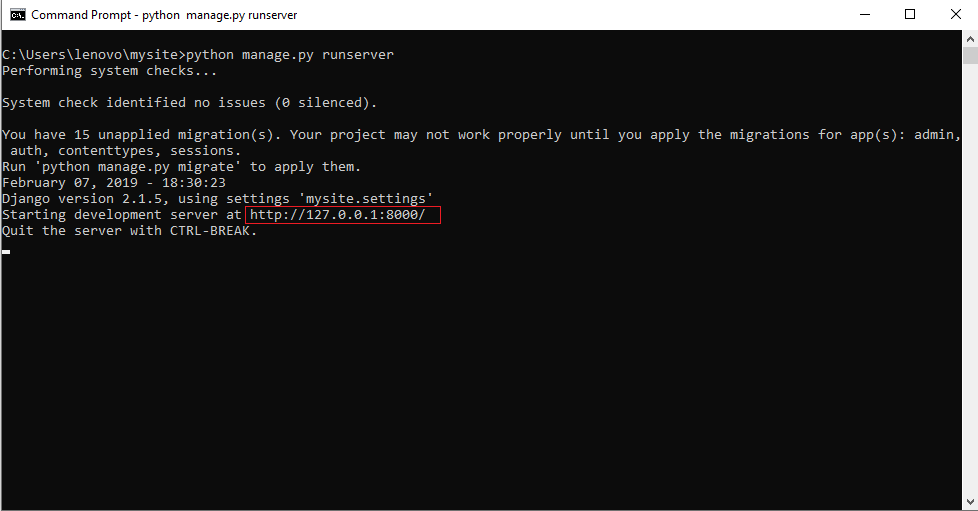 Command Prompt - python  manage.py runserver
C:\Users\lenovo\mysite>python manage.py runserver
Performing system checks...
System check identified no issues (0 silenced).
You have 15 unapplied migration(s). Your project may not work properly until you apply the migrations for app(s): admin,
 auth, contenttypes, sessions.
Run 'python manage.py migrate' to apply them.
February 07, 2019 - 18:30:23
Django version 2.1.5, using settings 'mysite.settings'
Starting development server at http://127.0.0.1:8000/
Quit the server with CTRL-BREAK.